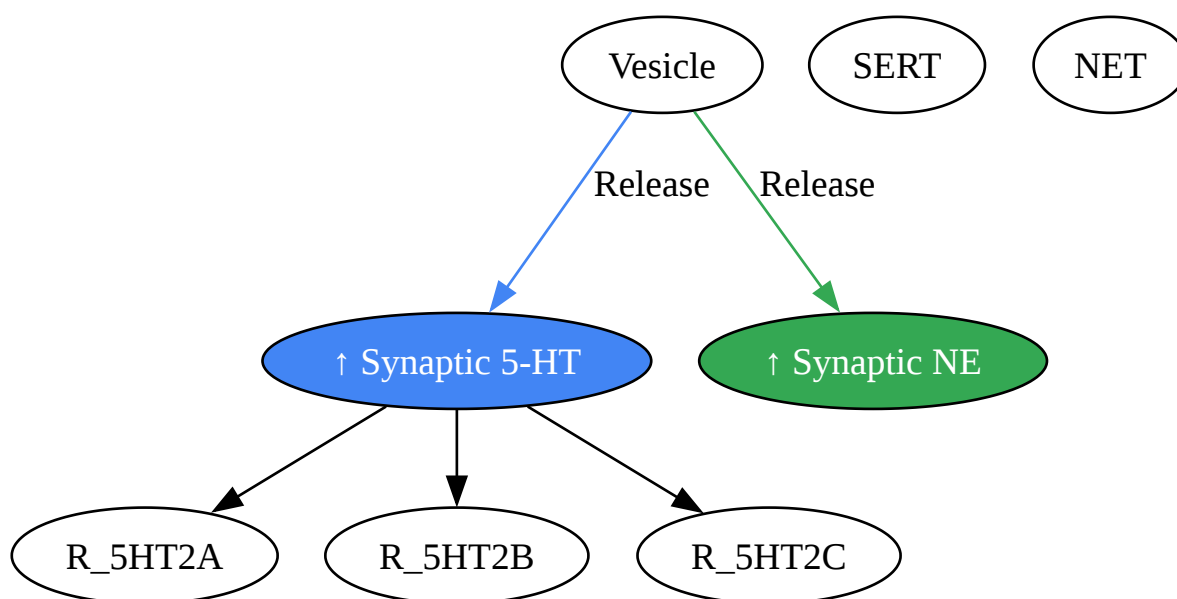 Vesicle
SERT
NET
Release
Release
↑ Synaptic 5-HT
↑ Synaptic NE
R_5HT2A
R_5HT2B
R_5HT2C